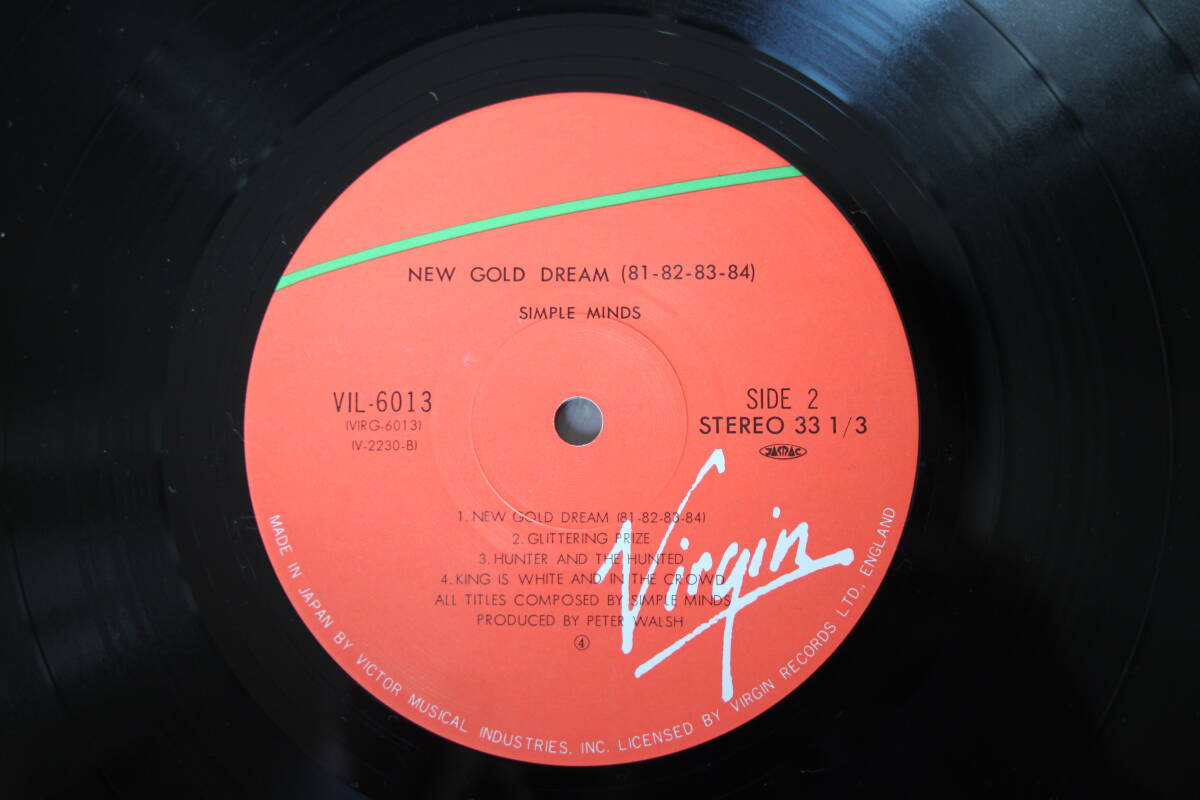 NEW GOLD DREAM (81-82-83-84)
SIMPLE MINDS
VIL-6013
(VIRG-6013)
(V-2230-B)
SIDE 2
STEREO 33 1/3
JASRAC
1. NEW GOLD DREAM (81-82-83-84)
2. GLITTERING PRIZE
3. HUNTER AND THE HUNTED
4. KING IS WHITE AND IN THE CROWD
ALL TITLES COMPOSED BY SIMPLE MINDS
PRODUCED BY PETER WALSH
④
Virgin
MADE IN JAPAN BY VICTOR MUSICAL INDUSTRIES, INC. LICENSED BY VIRGIN RECORDS LTD., ENGLAND